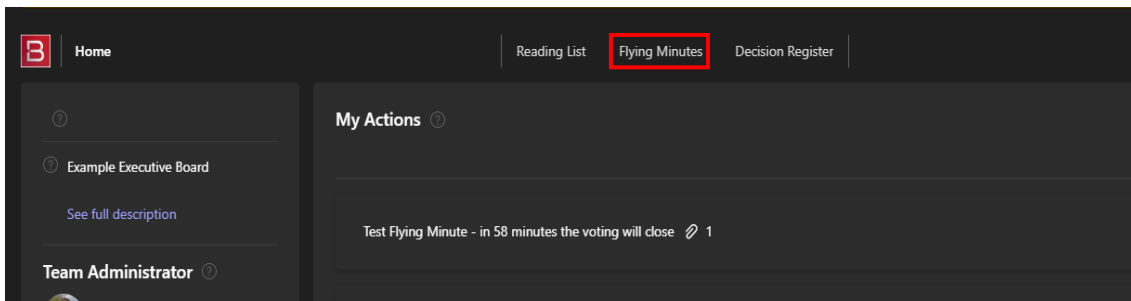 B Home Reading List Flying Minutes Decision Register
?
? Example Executive Board
See full description
Team Administrator ?
My Actions ?
Test Flying Minute - in 58 minutes the voting will close 1